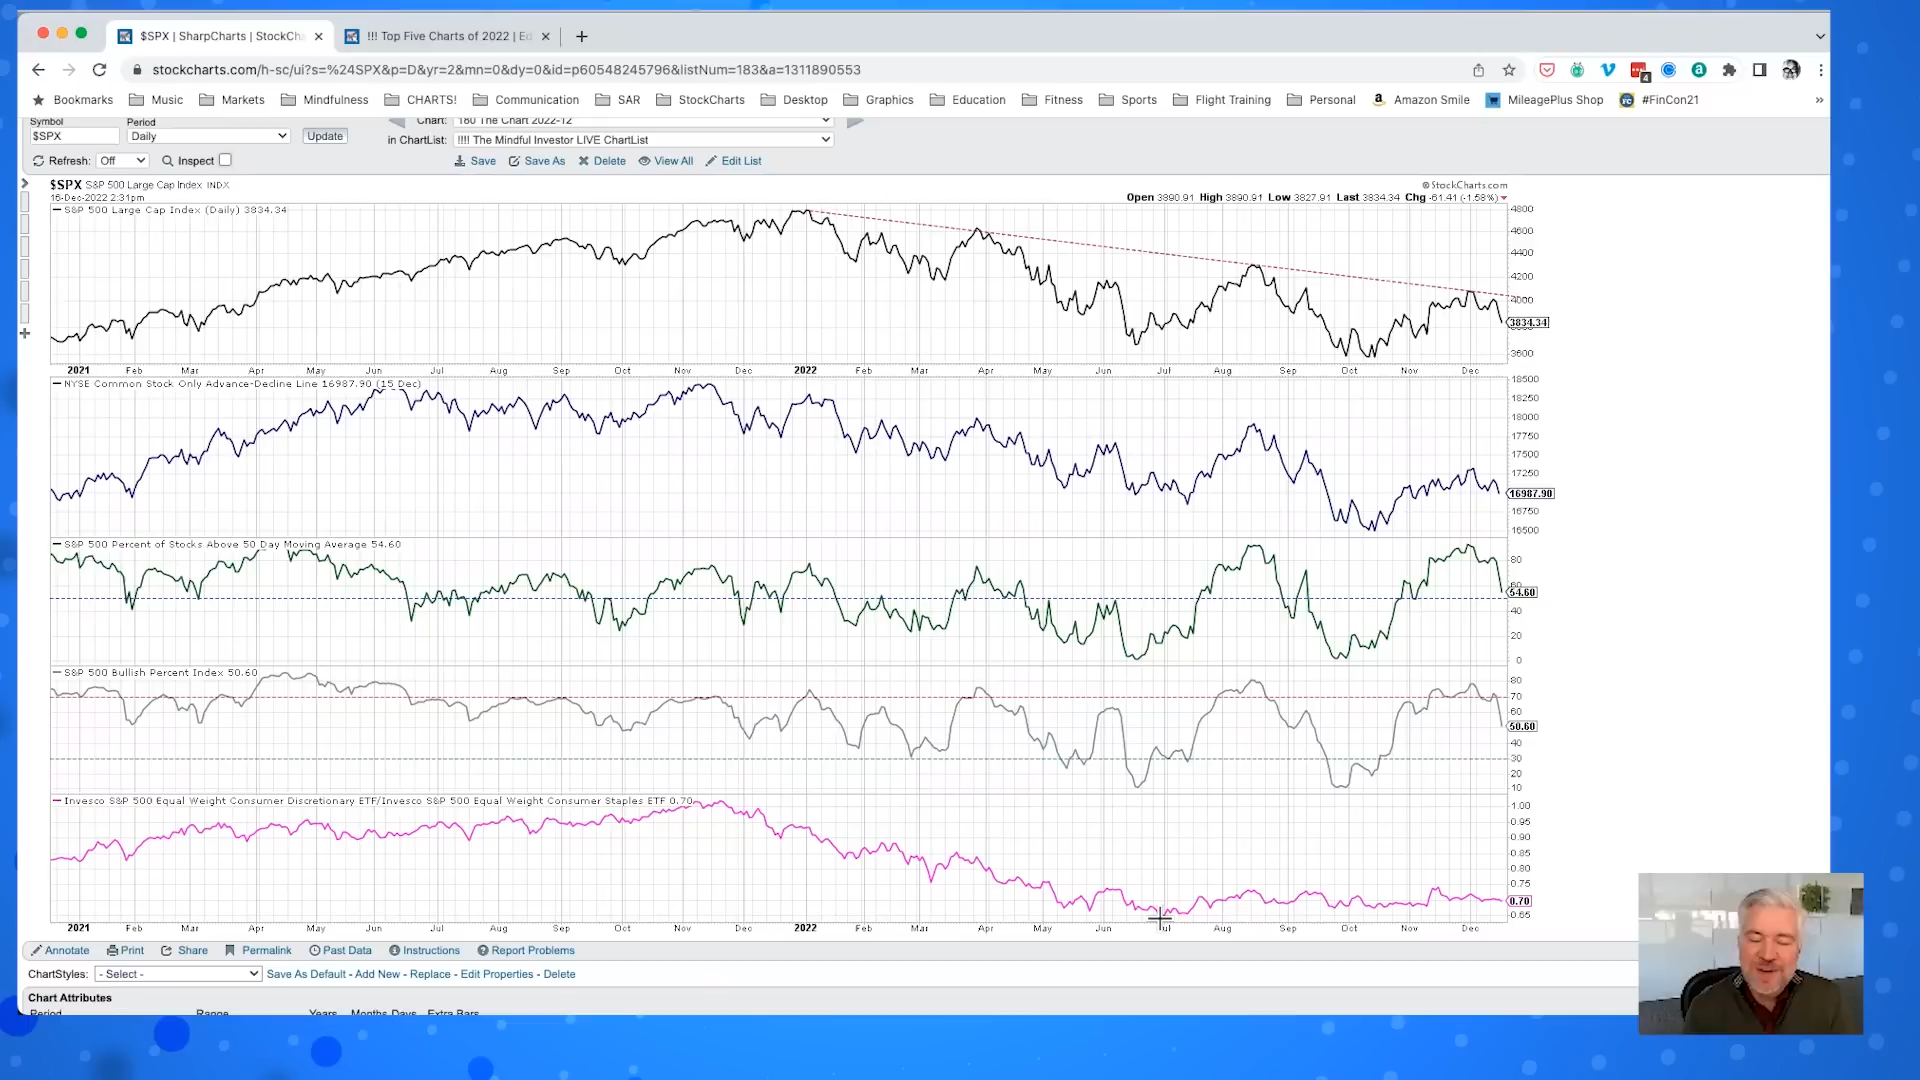 $SPX | SharpCharts | StockCha
!!! Top Five Charts of 2022 | Ed
stockcharts.com/h-sc/ui?s=%24SPX&p=D&yr=2&mn=0&dy=0&id=p60548245796&listNum=183&a=1311890553
4
Bookmarks Music Markets Mindfulness CHARTS! Communication SAR StockCharts Desktop Graphics Education Fitness Sports Flight Training Personal Amazon Smile MileagePlus Shop #FinCon21 »
Symbol Period Chart: 180 The Chart 2022-12
$SPX Daily Update in ChartList: !!!! The Mindful Investor LIVE ChartList
Refresh: Off Inspect Save Save As Delete View All Edit List
$SPX S&P 500 Large Cap Index INDX © StockCharts.com
16-Dec-2022 2:31pm Open 3890.91 High 3890.91 Low 3827.91 Last 3834.34 Chg -61.41 (-1.58%)
S&P 500 Large Cap Index (Daily) 3834.34
4800
4600
4400
4200
4000
3834.34
3600
2021 Feb Mar Apr May Jun Jul Aug Sep Oct Nov Dec 2022 Feb Mar Apr May Jun Jul Aug Sep Oct Nov Dec
NYSE Common Stock Only Advance-Decline Line 16987.90 (15 Dec)
18500
18250
18000
17750
17500
17250
16987.90
16750
16500
S&P 500 Percent of Stocks Above 50 Day Moving Average 54.60
80
60
54.60
40
20
0
S&P 500 Bullish Percent Index 50.60
80
70
60
50.60
40
30
20
10
Invesco S&P 500 Equal Weight Consumer Discretionary ETF/Invesco S&P 500 Equal Weight Consumer Staples ETF 0.70
1.00
0.95
0.90
0.85
0.80
0.75
0.70
0.65
2021 Feb Mar Apr May Jun Jul Aug Sep Oct Nov Dec 2022 Feb Mar Apr May Jun Jul Aug Sep Oct Nov Dec
Annotate Print Share Permalink Past Data Instructions Report Problems
ChartStyles: - Select - Save As Default - Add New - Replace - Edit Properties - Delete
Chart Attributes
Period Range Years Months Days Extra Bars